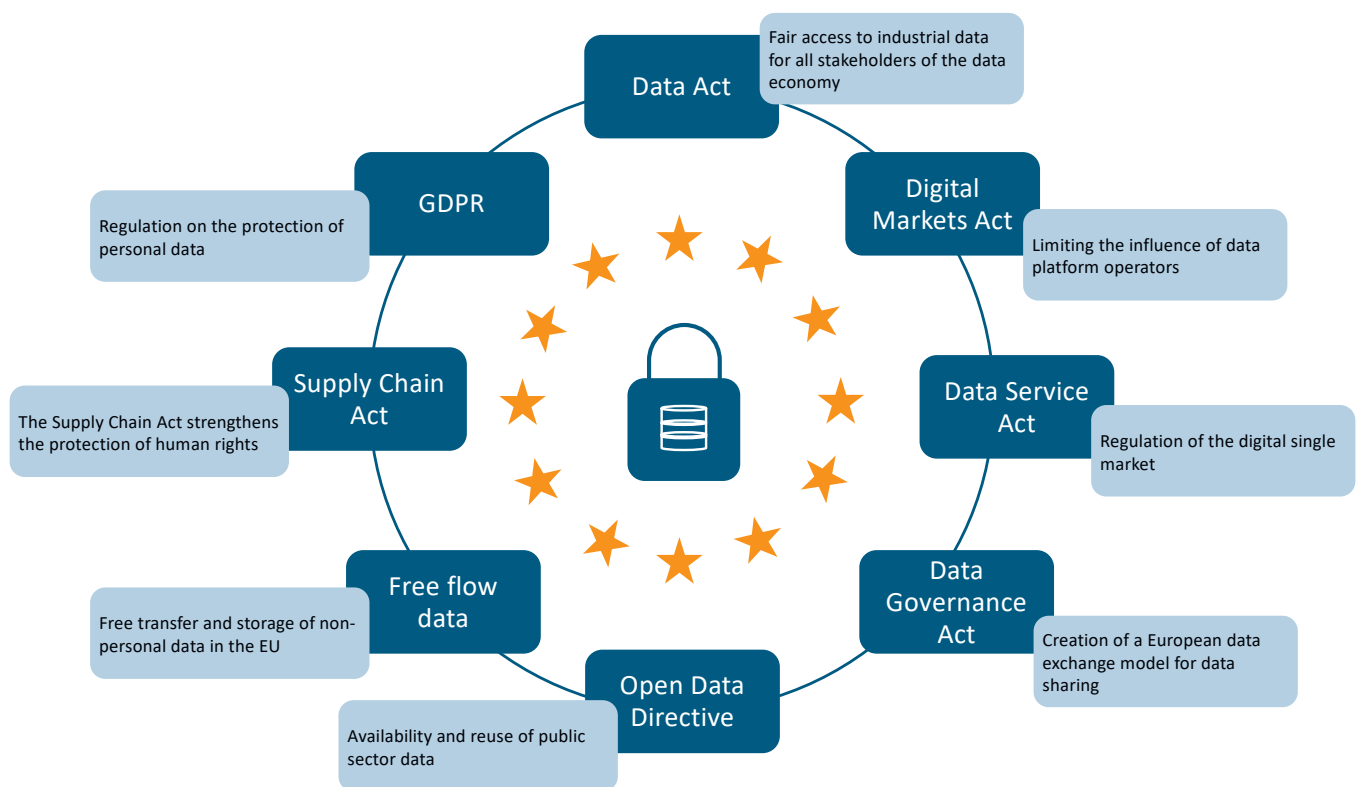 Data Act
Fair access to industrial data
for all stakeholders of the data
economy
Digital
Markets Act
Limiting the influence of data
platform operators
Data Service
Act
Regulation of the digital single
market
Data
Governance
Act
Creation of a European data
exchange model for data
sharing
Open Data
Directive
Availability and reuse of public
sector data
Free flow
data
Free transfer and storage of non-
personal data in the EU
Supply Chain
Act
The Supply Chain Act strengthens
the protection of human rights
GDPR
Regulation on the protection of
personal data